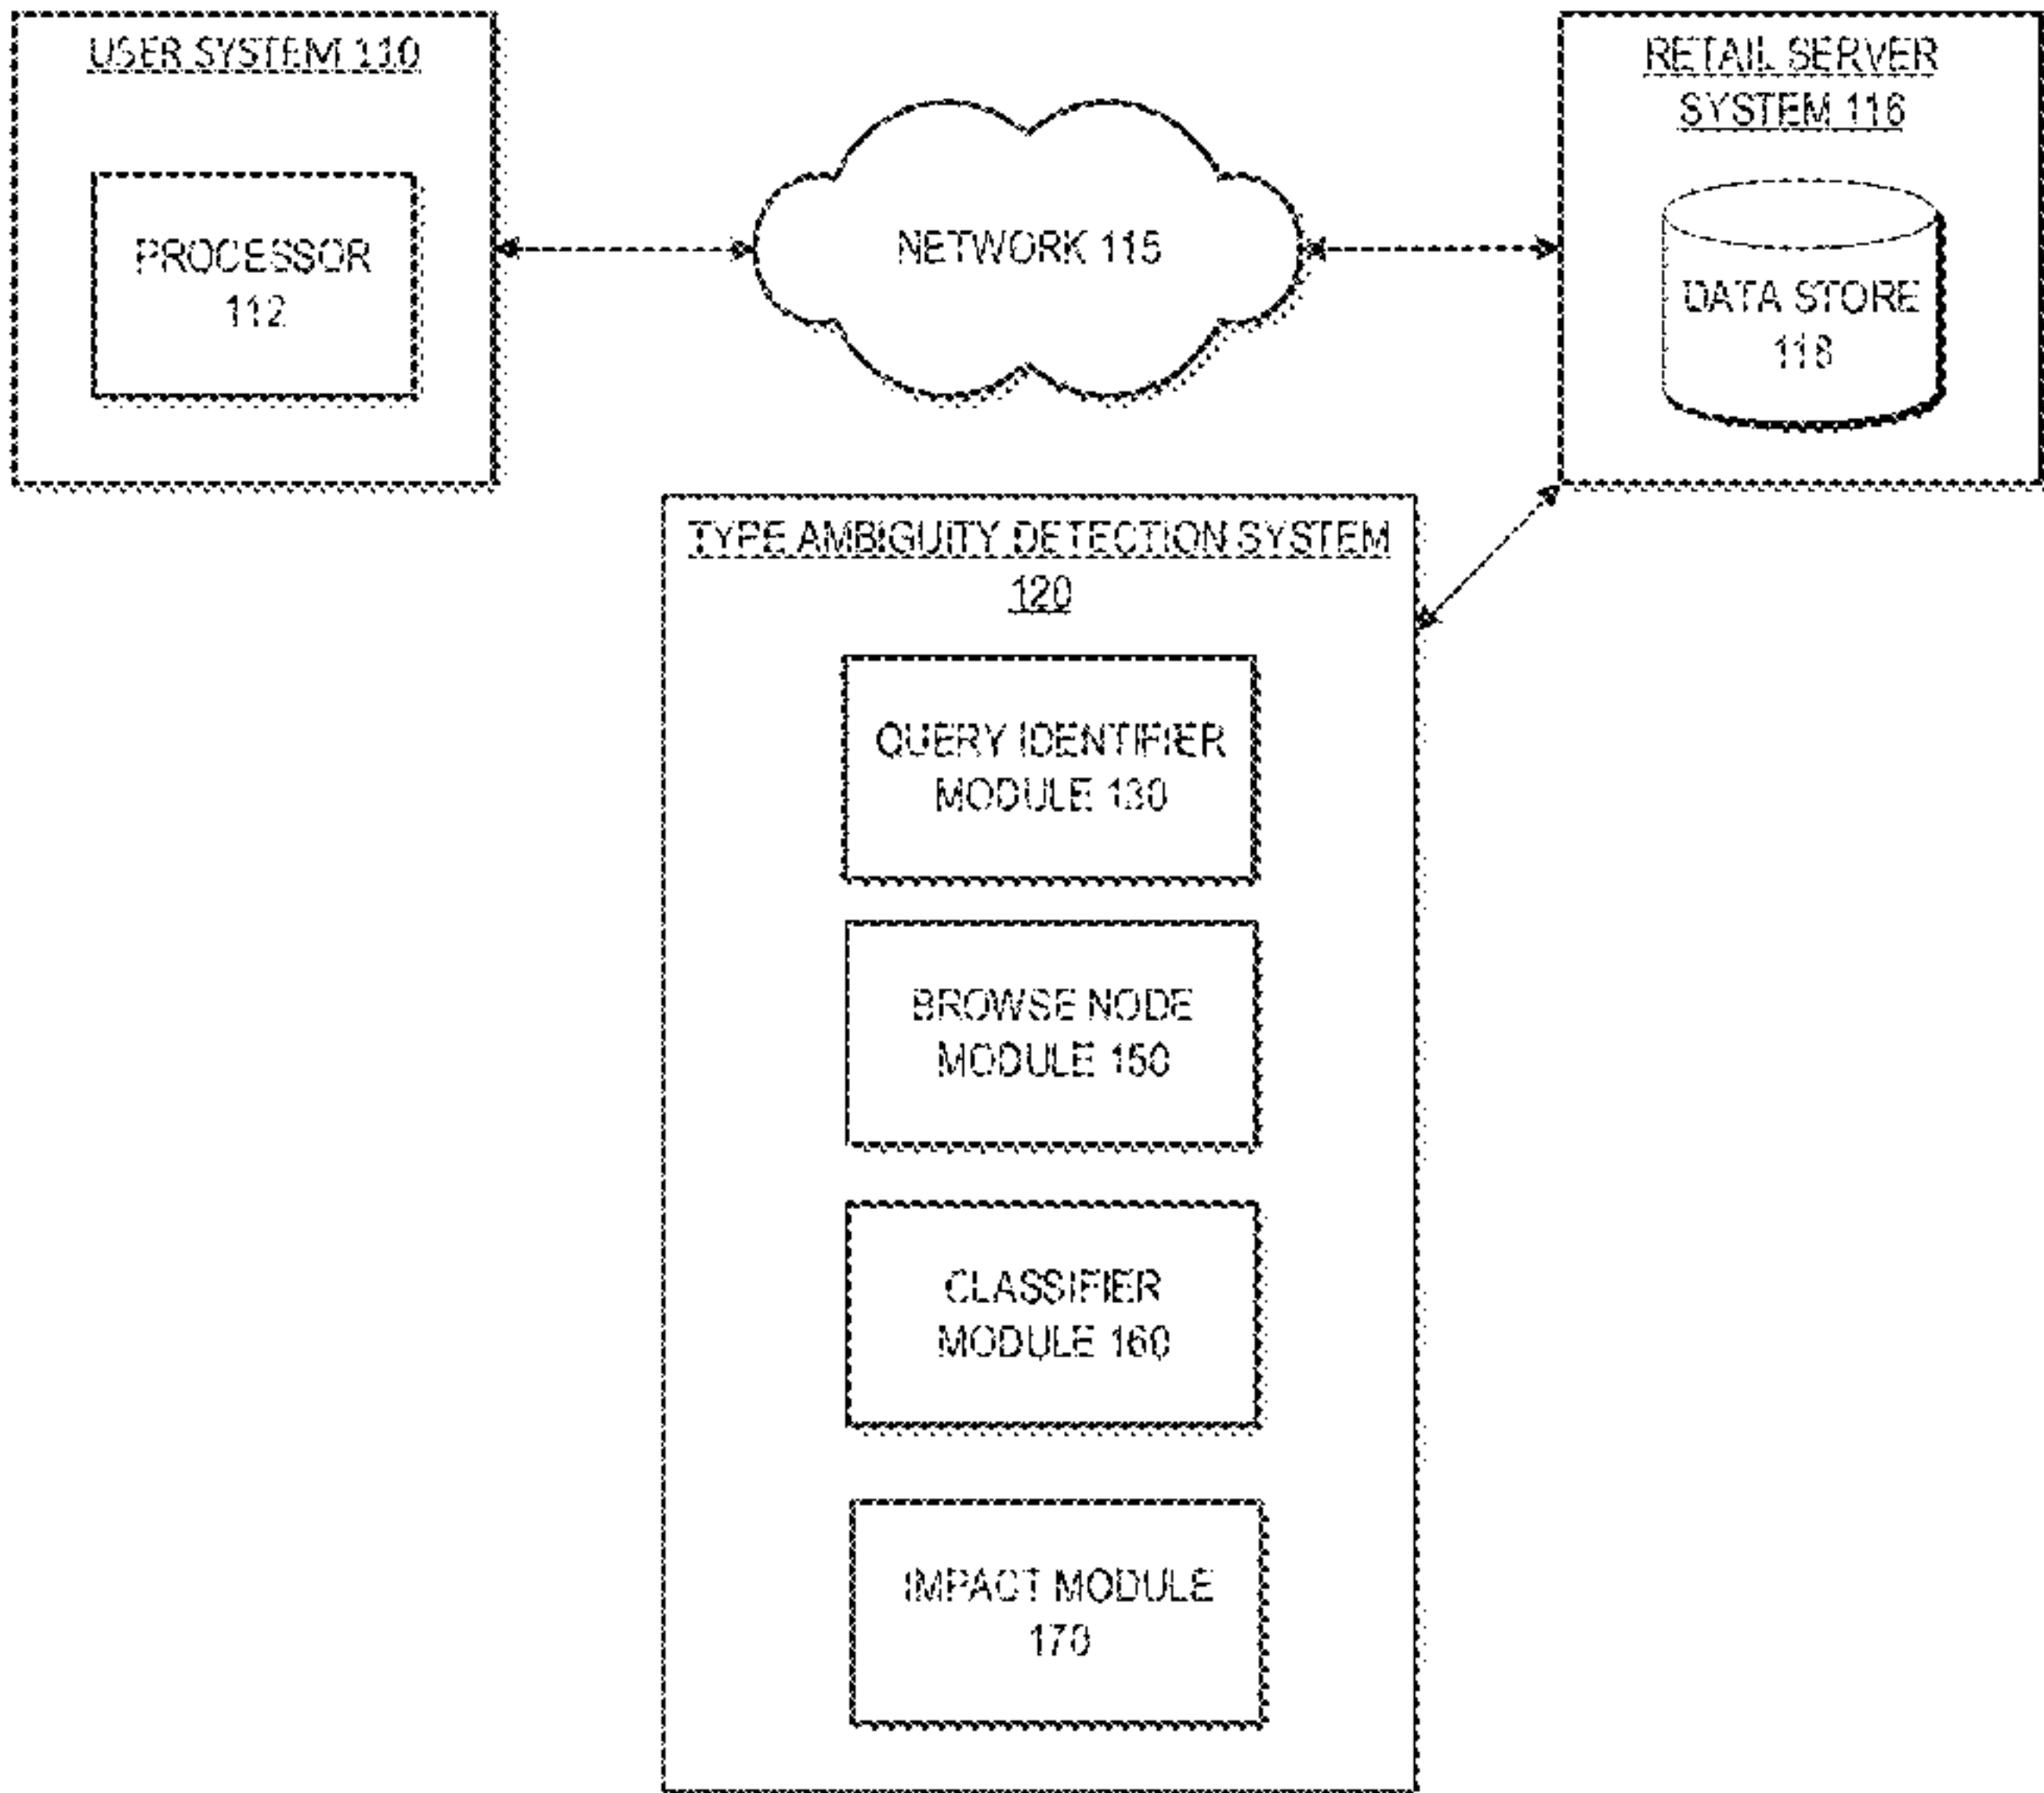 USER SYSTEM 110
PROCESSOR
112
NETWORK 115
RETAIL SERVER
SYSTEM 116
DATA STORE
118
TYPE AMBIGUITY DETECTION SYSTEM
120
QUERY IDENTIFIER
MODULE 130
BROWSE NODE
MODULE 150
CLASSIFIER
MODULE 160
IMPACT MODULE
170